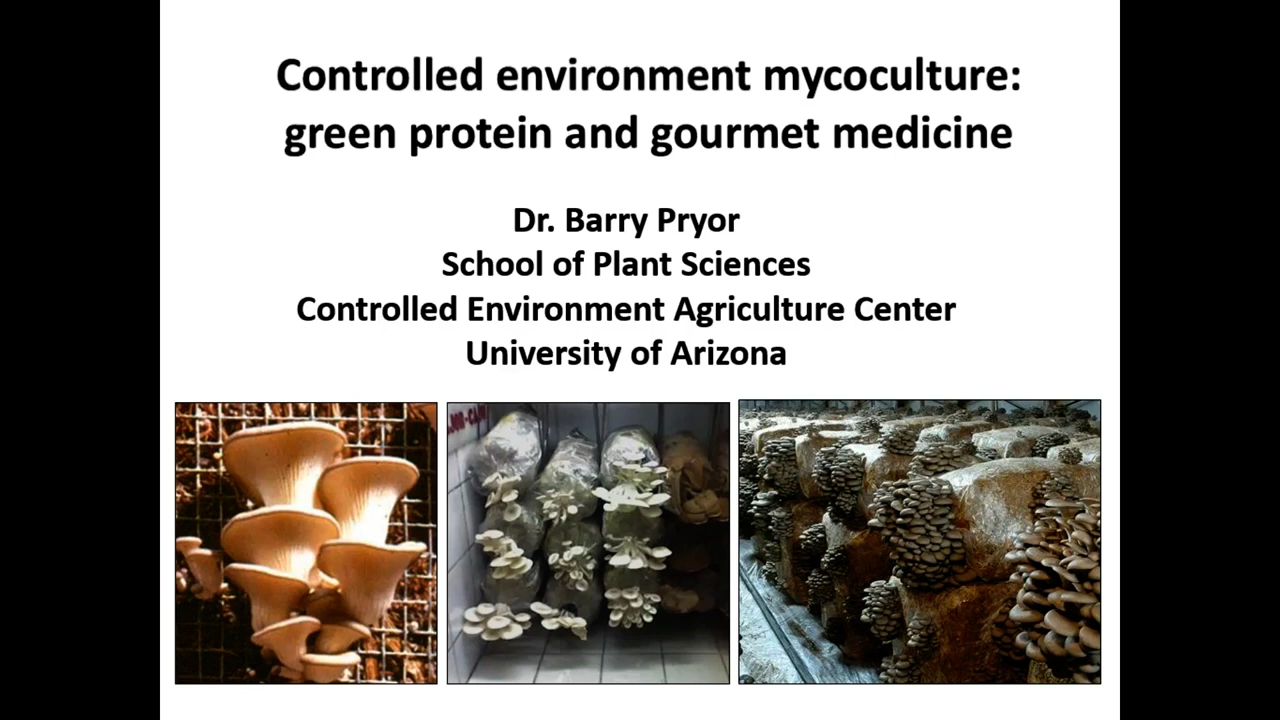 Controlled environment mycoculture:
green protein and gourmet medicine
Dr. Barry Pryor
School of Plant Sciences
Controlled Environment Agriculture Center
University of Arizona